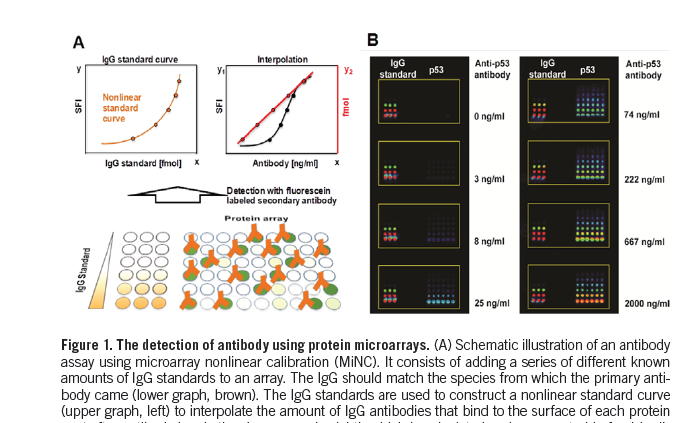 A
IgG standard curve
y
SFI
Nonlinear
standard
curve
IgG standard [fmol]
x
Interpolation
y1
y2
SFI
fmol
Antibody [ng/ml]
x
Detection with fluorescein
labeled secondary antibody
Protein array
IgG Standard
B
IgG
standard
p53
Anti-p53
antibody
IgG
standard
p53
Anti-p53
antibody
0 ng/ml
74 ng/ml
3 ng/ml
222 ng/ml
8 ng/ml
667 ng/ml
25 ng/ml
2000 ng/ml
Figure 1. The detection of antibody using protein microarrays. (A) Schematic illustration of an antibody
assay using microarray nonlinear calibration (MiNC). It consists of adding a series of different known
amounts of IgG standards to an array. The IgG should match the species from which the primary anti-
body came (lower graph, brown). The IgG standards are used to construct a nonlinear standard curve
(upper graph, left) to interpolate the amount of IgG antibodies that bind to the surface of each protein